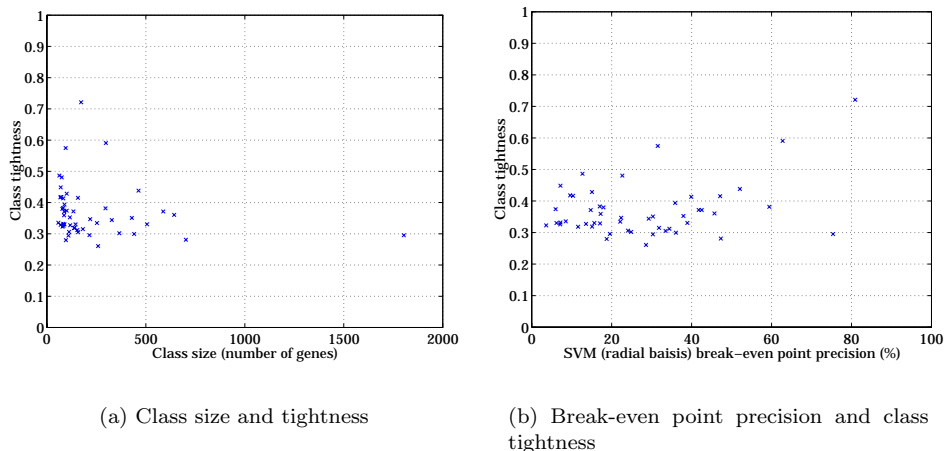 1
0.9
0.8
0.7
0.6
0.5
0.4
0.3
0.2
0.1
0
Class tightness
0 500 1000 1500 2000
Class size (number of genes)
(a) Class size and tightness
1
0.9
0.8
0.7
0.6
0.5
0.4
0.3
0.2
0.1
0
Class tightness
0 20 40 60 80 100
SVM (radial baisis) break−even point precision (%)
(b) Break-even point precision and class
tightness